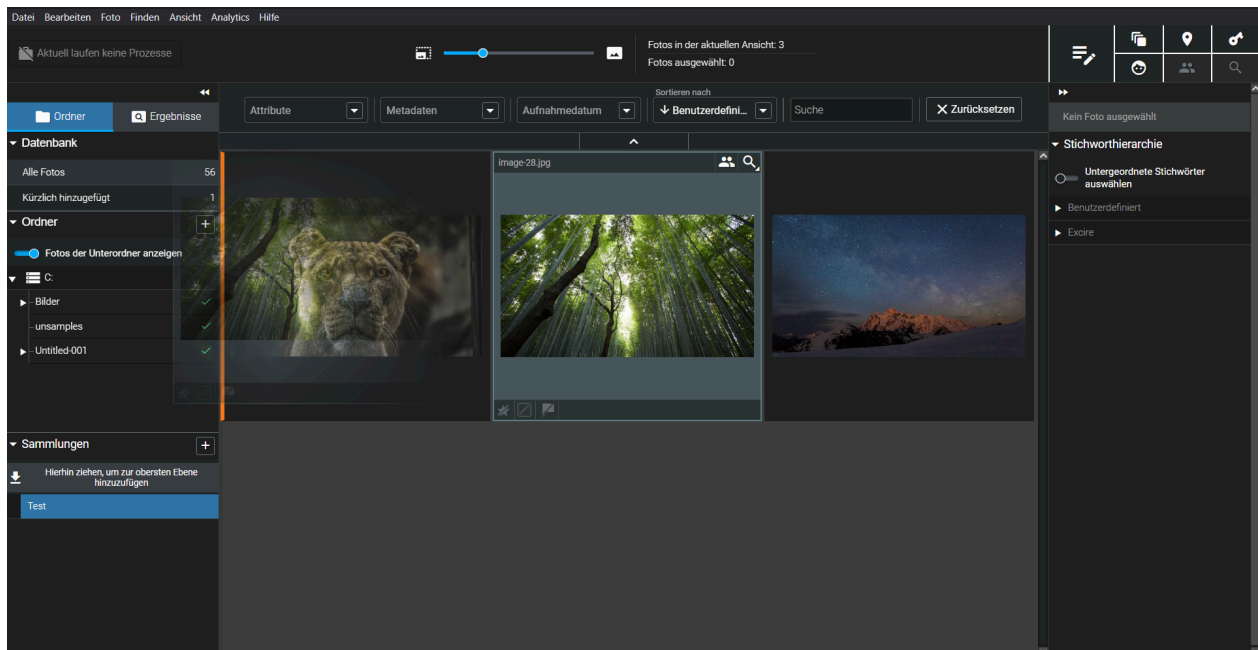 Datei Bearbeiten Foto Finden Ansicht Analytics Hilfe
Aktuell laufen keine Prozesse
Fotos in der aktuellen Ansicht: 3
Fotos ausgewählt: 0
Ordner Ergebnisse
Datenbank
Alle Fotos 56
Kürzlich hinzugefügt 1
Ordner
Fotos der Unterordner anzeigen
C:
Bilder
unsamples
Untitled-001
Sammlungen
Hierhin ziehen, um zur obersten Ebene
hinzuzufügen
Test
Sortieren nach
Attribute Metadaten Aufnahmedatum Benutzerdefini... Suche Zurücksetzen
image-28.jpg
Kein Foto ausgewählt
Stichworthierarchie
Untergeordnete Stichwörter
auswählen
Benutzerdefiniert
Excire